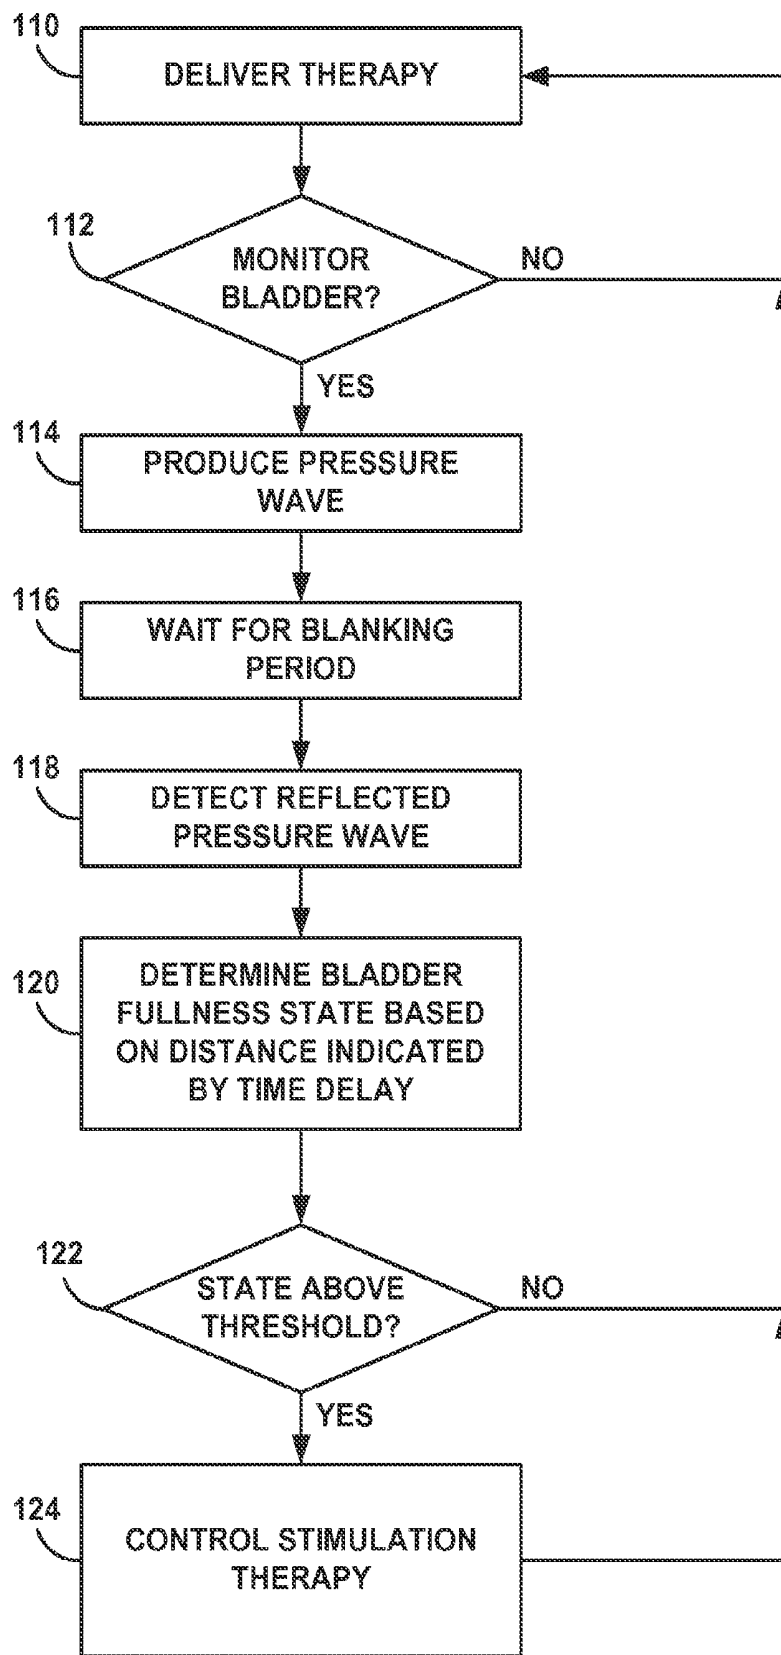 110
DELIVER THERAPY
112
MONITOR
BLADDER?
NO
YES
114
PRODUCE PRESSURE
WAVE
116
WAIT FOR BLANKING
PERIOD
118
DETECT REFLECTED
PRESSURE WAVE
120
DETERMINE BLADDER
FULLNESS STATE BASED
ON DISTANCE INDICATED
BY TIME DELAY
122
STATE ABOVE
THRESHOLD?
NO
YES
124
CONTROL STIMULATION
THERAPY